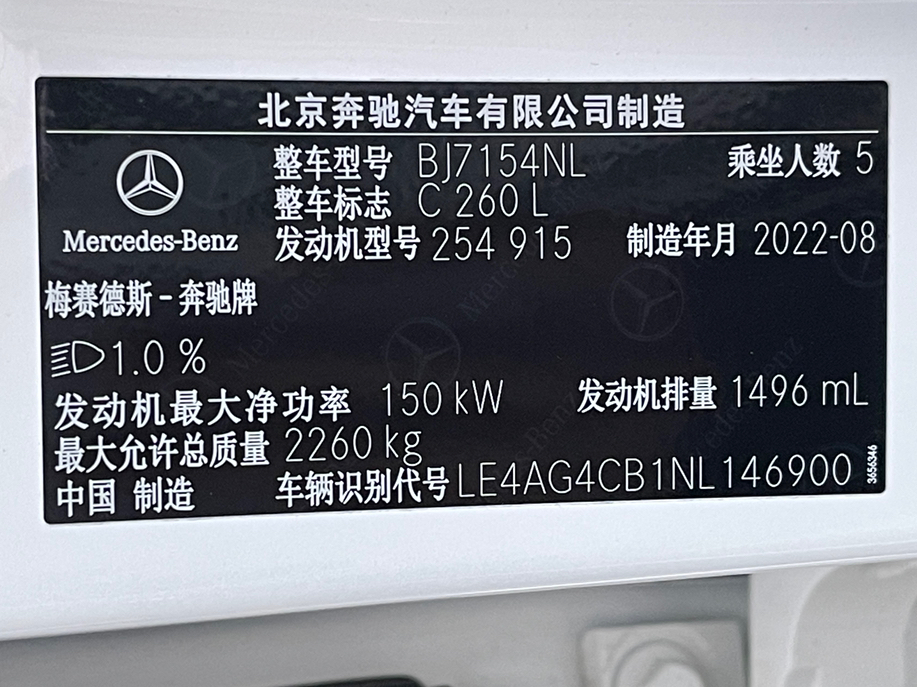 北京奔驰汽车有限公司制造
整车型号 BJ7154NL 乘坐人数 5
整车标志 C 260 L
Mercedes-Benz
发动机型号 254 915 制造年月 2022-08
梅赛德斯-奔驰牌
1.0 %
发动机最大净功率 150 kW 发动机排量 1496 mL
最大允许总质量 2260 kg
中国 制造 车辆识别代号 LE4AG4CB1NL146900
3656346